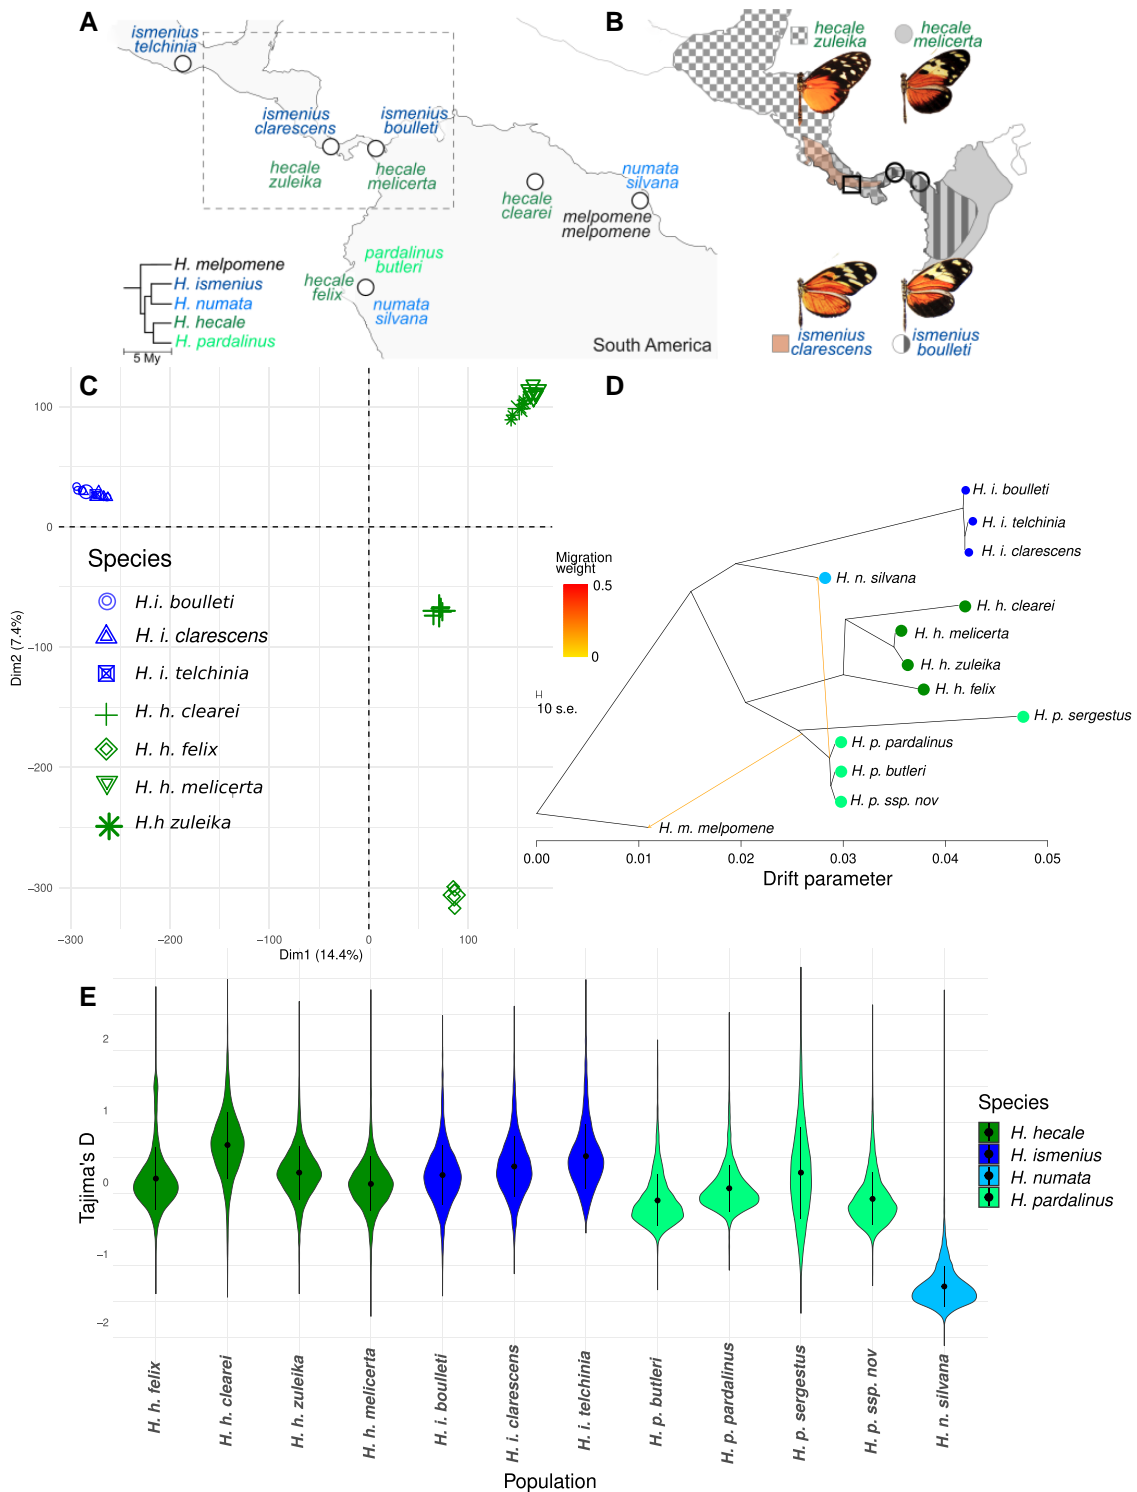 A
ismenius
telchinia
ismenius
clarescens
ismenius
boulleti
hecale
zuleika
hecale
melicerta
numata
silvana
hecale
clearei
melpomene
melpomene
pardalinus
butleri
hecale
felix
numata
silvana
South America
H. melpomene
H. ismenius
H. numata
H. hecale
H. pardalinus
5 My
B
hecale
zuleika
hecale
melicerta
ismenius
clarescens
ismenius
boulleti
C
100
0
−100
−200
−300
Dim2 (7.4%)
Species
H.i. boulleti
H. i. clarescens
H. i. telchinia
H. h. clearei
H. h. felix
H. h. melicerta
H.h zuleika
−300
−200
−100
0
100
Dim1 (14.4%)
D
Migration
weight
0.5
0
10 s.e.
H. i. boulleti
H. i. telchinia
H. i. clarescens
H. n. silvana
H. h. clearei
H. h. melicerta
H. h. zuleika
H. h. felix
H. p. sergestus
H. p. pardalinus
H. p. butleri
H. p. ssp. nov
H. m. melpomene
0.00
0.01
0.02
0.03
0.04
0.05
Drift parameter
E
2
1
0
−1
−2
Tajima's D
H. h. felix
H. h. clearei
H. h. zuleika
H. h. melicerta
H. i. boulleti
H. i. clarescens
H. i. telchinia
H. p. butleri
H. p. pardalinus
H. p. sergestus
H. p. ssp. nov
H. n. silvana
Population
Species
H. hecale
H. ismenius
H. numata
H. pardalinus